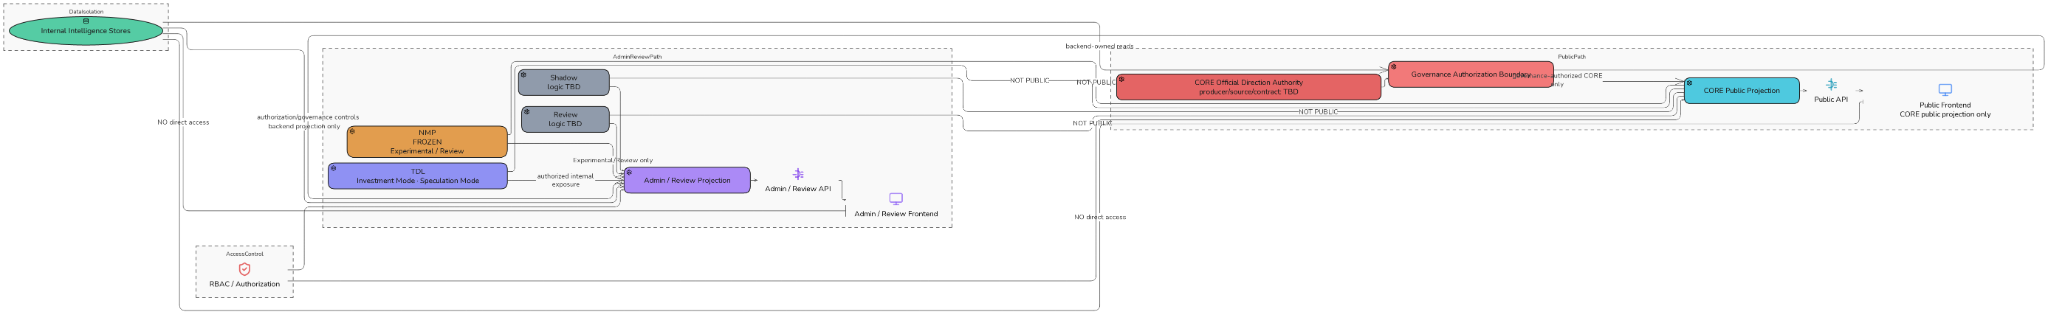 DataIsolation
Internal Intelligence Stores
NO direct access
authorization/governance controls
backend projection only
AccessControl
RBAC / Authorization
AdminReviewPath
Shadow
logic TBD
Review
logic TBD
NMP
FROZEN
Experimental / Review
TDL
Investment Mode · Speculation Mode
Experimental/Review only
authorized internal
exposure
Admin / Review Projection
Admin / Review API
Admin / Review Frontend
backend-owned reads
NOT PUBLIC
NOT PUBLIC
NOT PUBLIC
NOT PUBLIC
NO direct access
PublicPath
CORE Official Direction Authority
producer/source/contract: TBD
Governance Authorization Boundary
-authorized CORE
only
CORE Public Projection
Public API
Public Frontend
CORE public projection only